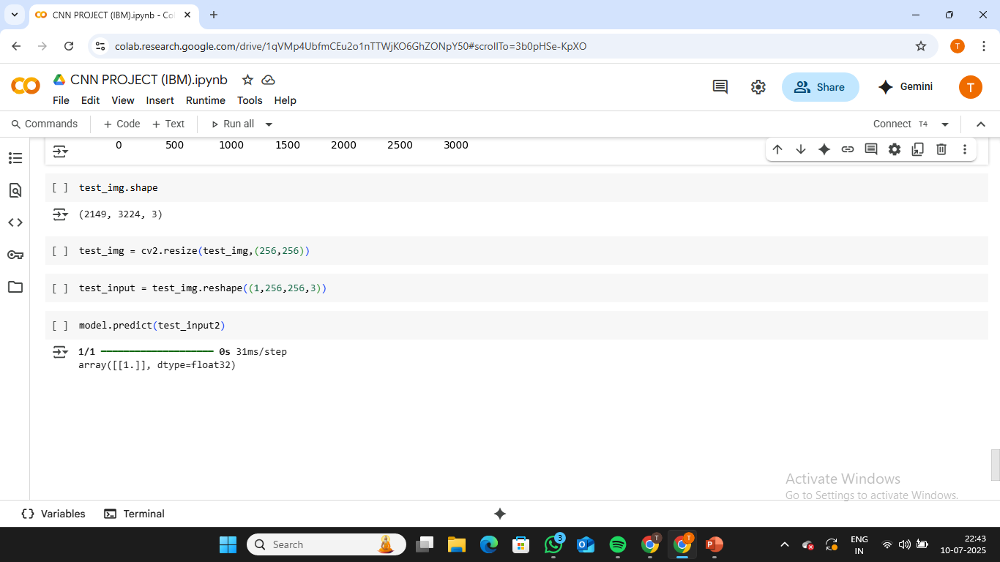 CNN PROJECT (IBM).ipynb - Co
colab.research.google.com/drive/1qVMp4UbfmCEu2o1nTTWjKO6GhZONpY50#scrollTo=3b0pHSe-KpXO
T
CNN PROJECT (IBM).ipynb
File Edit View Insert Runtime Tools Help
Share
Gemini
T
Commands + Code + Text Run all
Connect T4
0 500 1000 1500 2000 2500 3000
[ ] test_img.shape
(2149, 3224, 3)
[ ] test_img = cv2.resize(test_img,(256,256))
[ ] test_input = test_img.reshape((1,256,256,3))
[ ] model.predict(test_input2)
1/1 ━━━━━━━━━━━━━━━━━━━━ 0s 31ms/step
array([[1.]], dtype=float32)
Activate Windows
Go to Settings to activate Windows.
{} Variables Terminal
Search
3
T
T
ENG
IN
22:43
10-07-2025